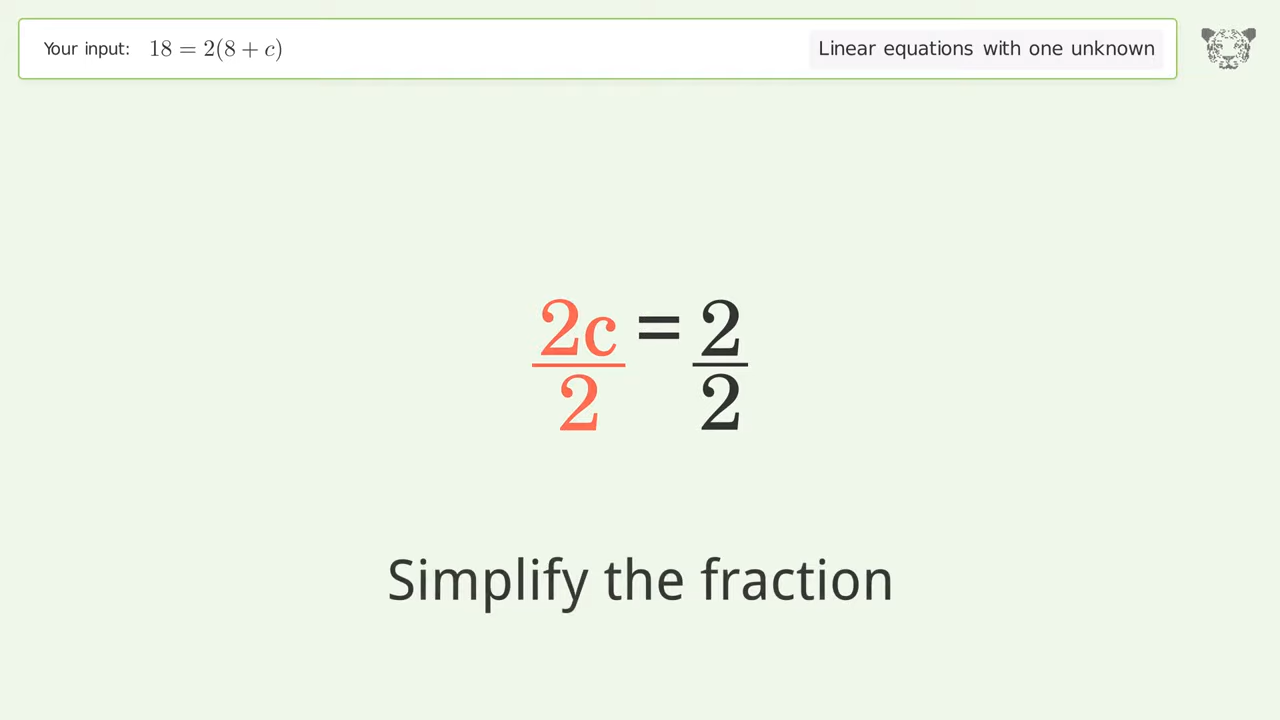 Your input: 18 = 2(8 + c)
Linear equations with one unknown
2c/2 = 2/2
Simplify the fraction